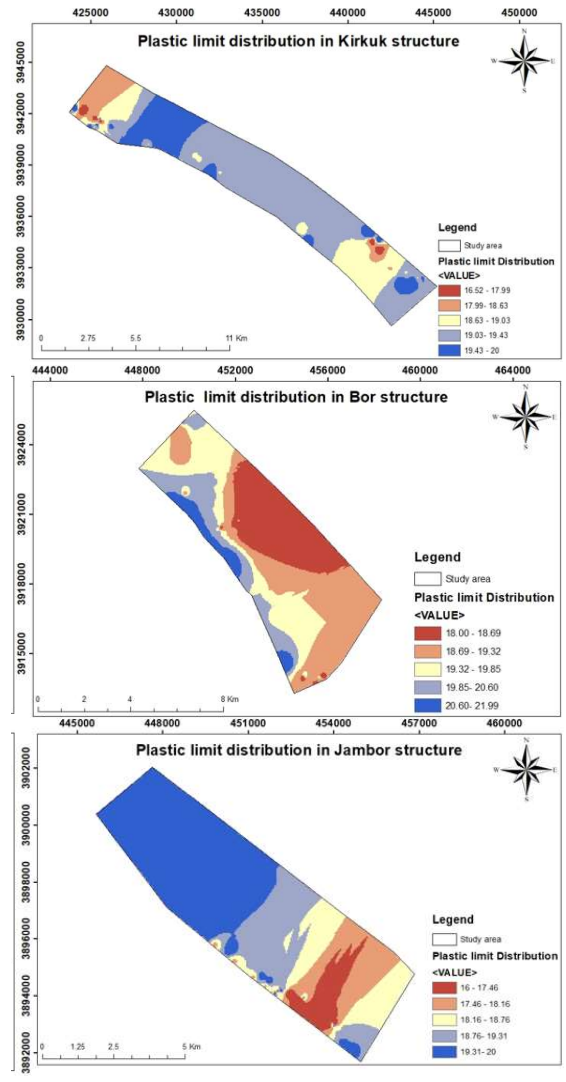 425000 430000 435000 441000 445000 450000
Plastic limit distribution in Kirkuk structure
N
W E
S
3945000
3942000
3939000
3936000
3933000
3930000
Legend
Study area
Plastic limit Distribution
<VALUE>
16.52 - 17.99
17.99 - 18.63
18.63 - 19.03
19.03 - 19.43
19.43 - 20
0 2.75 5.5 11 Km
444000 448000 452000 456000 460000 464000
Plastic limit distribution in Bor structure
N
W E
S
3924000
3921000
3918000
3915000
Legend
Study area
Plastic limit Distribution
<VALUE>
18.00 - 18.69
18.69 - 19.32
19.32 - 19.85
19.85- 20.60
20.60- 21.99
0 2 4 8 Km
445000 448000 451000 454000 457000 460000
Plastic limit distribution in Jambor structure
N
W E
S
3902000
3900000
3898000
3896000
3894000
3892000
Legend
Study area
Plastic limit Distribution
<VALUE>
16 - 17.46
17.46 - 18.16
18.16 - 18.76
18.76- 19.31
19.31- 20
0 1.25 2.5 5 Km